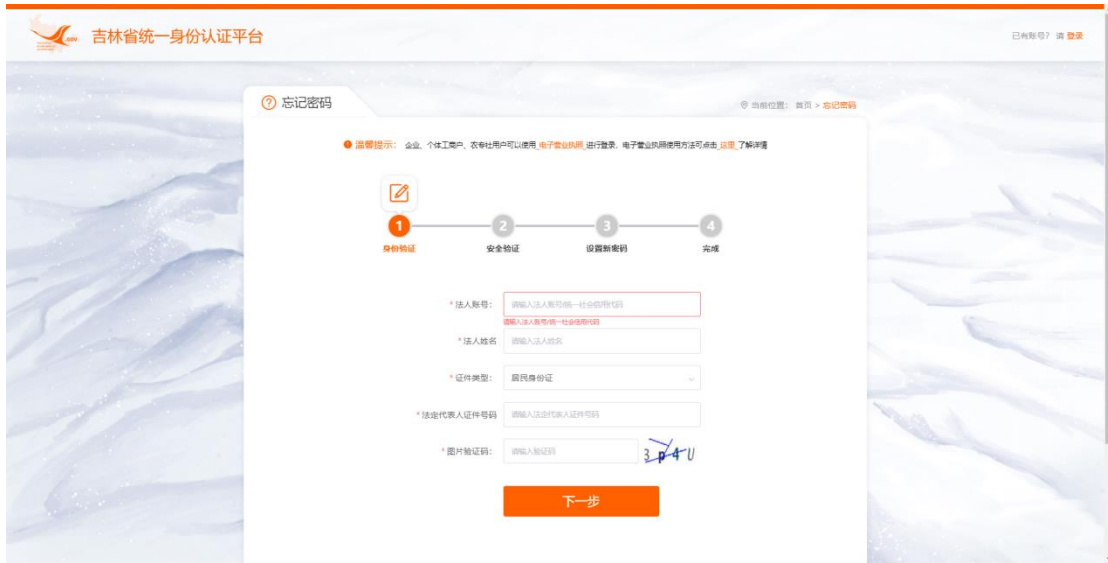 吉林省统一身份认证平台
已有账号？ 请 登录
忘记密码
当前位置： 首页 > 忘记密码
温馨提示： 企业、个体工商户、农专社用户可以使用 电子营业执照 进行登录，电子营业执照使用方法可点击 这里 了解详情
1 2 3 4
身份验证 安全验证 设置新密码 完成
* 法人账号： 请输入法人账号/统一社会信用代码
请输入法人账号/统一社会信用代码
* 法人姓名 请输入法人姓名
* 证件类型： 居民身份证
* 法定代表人证件号码 请输入法定代表人证件号码
* 图片验证码： 请输入验证码 3p4U
下一步